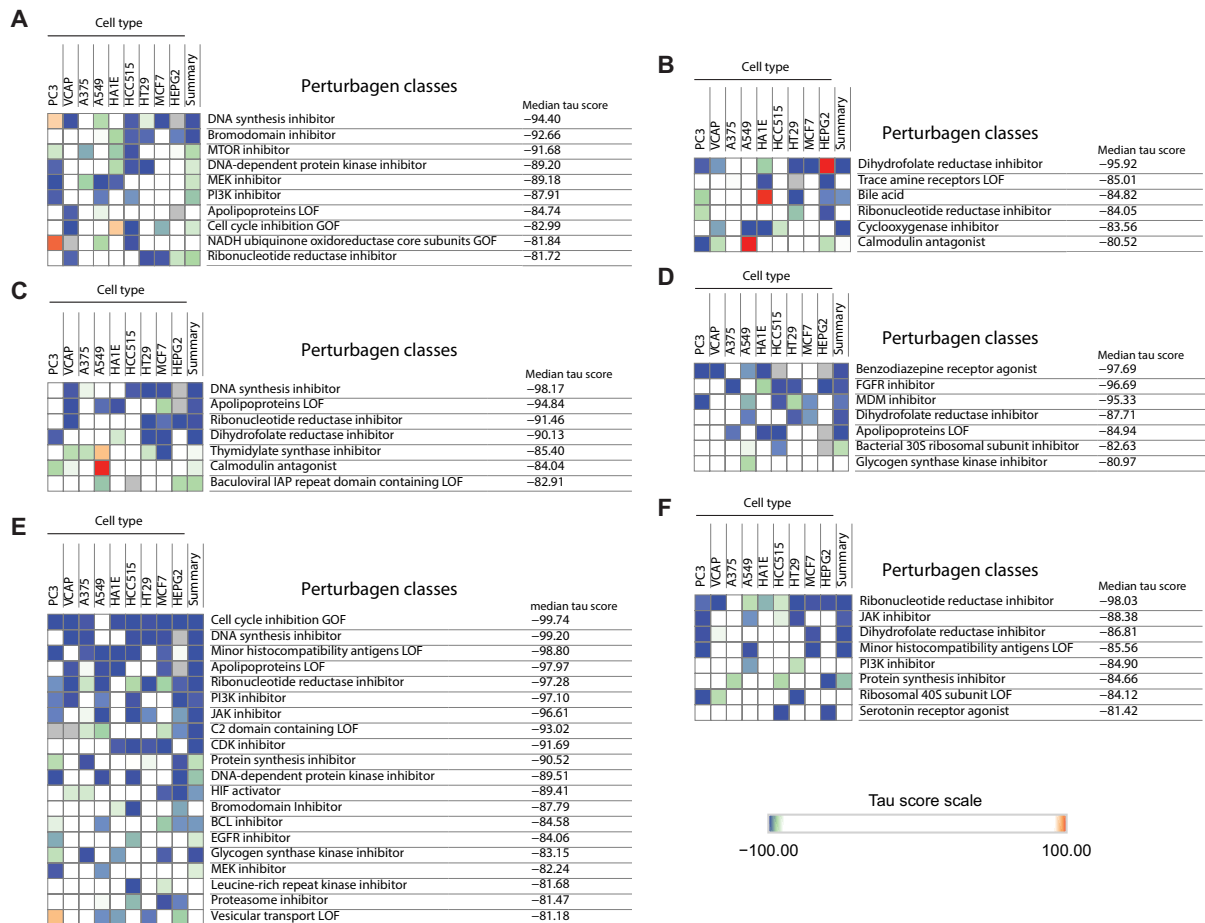 A
Cell type
PC3 VCAP A375 A549 HA1E HCC515 HT29 MCF7 HEPG2 Summary
Perturbagen classes
Median tau score
DNA synthesis inhibitor −94.40
Bromodomain inhibitor −92.66
MTOR inhibitor −91.68
DNA-dependent protein kinase inhibitor −89.20
MEK inhibitor −89.18
PI3K inhibitor −87.91
Apolipoproteins LOF −84.74
Cell cycle inhibition GOF −82.99
NADH ubiquinone oxidoreductase core subunits GOF −81.84
Ribonucleotide reductase inhibitor −81.72
B
Cell type
PC3 VCAP A375 A549 HA1E HCC515 HT29 MCF7 HEPG2 Summary
Perturbagen classes
Median tau score
Dihydrofolate reductase inhibitor −95.92
Trace amine receptors LOF −85.01
Bile acid −84.82
Ribonucleotide reductase inhibitor −84.05
Cyclooxygenase inhibitor −83.56
Calmodulin antagonist −80.52
C
Cell type
PC3 VCAP A375 A549 HA1E HCC515 HT29 MCF7 HEPG2 Summary
Perturbagen classes
Median tau score
DNA synthesis inhibitor −98.17
Apolipoproteins LOF −94.84
Ribonucleotide reductase inhibitor −91.46
Dihydrofolate reductase inhibitor −90.13
Thymidylate synthase inhibitor −85.40
Calmodulin antagonist −84.04
Baculoviral IAP repeat domain containing LOF −82.91
D
Cell type
PC3 VCAP A375 A549 HA1E HCC515 HT29 MCF7 HEPG2 Summary
Perturbagen classes
Median tau score
Benzodiazepine receptor agonist −97.69
FGFR inhibitor −96.69
MDM inhibitor −95.33
Dihydrofolate reductase inhibitor −87.71
Apolipoproteins LOF −84.94
Bacterial 30S ribosomal subunit inhibitor −82.63
Glycogen synthase kinase inhibitor −80.97
E
Cell type
PC3 VCAP A375 A549 HA1E HCC515 HT29 MCF7 HEPG2 Summary
Perturbagen classes
median tau score
Cell cycle inhibition GOF −99.74
DNA synthesis inhibitor −99.20
Minor histocompatibility antigens LOF −98.80
Apolipoproteins LOF −97.97
Ribonucleotide reductase inhibitor −97.28
PI3K inhibitor −97.10
JAK inhibitor −96.61
C2 domain containing LOF −93.02
CDK inhibitor −91.69
Protein synthesis inhibitor −90.52
DNA-dependent protein kinase inhibitor −89.51
HIF activator −89.41
Bromodomain Inhibitor −87.79
BCL inhibitor −84.58
EGFR inhibitor −84.06
Glycogen synthase kinase inhibitor −83.15
MEK inhibitor −82.24
Leucine-rich repeat kinase inhibitor −81.68
Proteasome inhibitor −81.47
Vesicular transport LOF −81.18
F
Cell type
PC3 VCAP A375 A549 HA1E HCC515 HT29 MCF7 HEPG2 Summary
Perturbagen classes
Median tau score
Ribonucleotide reductase inhibitor −98.03
JAK inhibitor −88.38
Dihydrofolate reductase inhibitor −86.81
Minor histocompatibility antigens LOF −85.56
PI3K inhibitor −84.90
Protein synthesis inhibitor −84.66
Ribosomal 40S subunit LOF −84.12
Serotonin receptor agonist −81.42
Tau score scale
−100.00 100.00